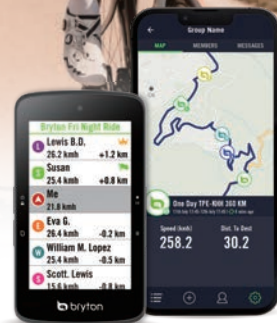 Bryton Fri Night Ride
L Lewis B.D.
26.2 kmh +1.2 km
S Susan
25.4 kmh +0.8 km
Me
21.8 kmh
E Eva G.
26.4 kmh -0.2 km
W William M. Lopez
25.4 kmh -0.5 km
S Scott. Lewis
15.6 kmh -0.8 km
bryton
Group Name
MAP MEMBERS MESSAGES
One Day TPE-KHH 360 KM
Speed (kmh) Dist. To Dest
258.2 30.2